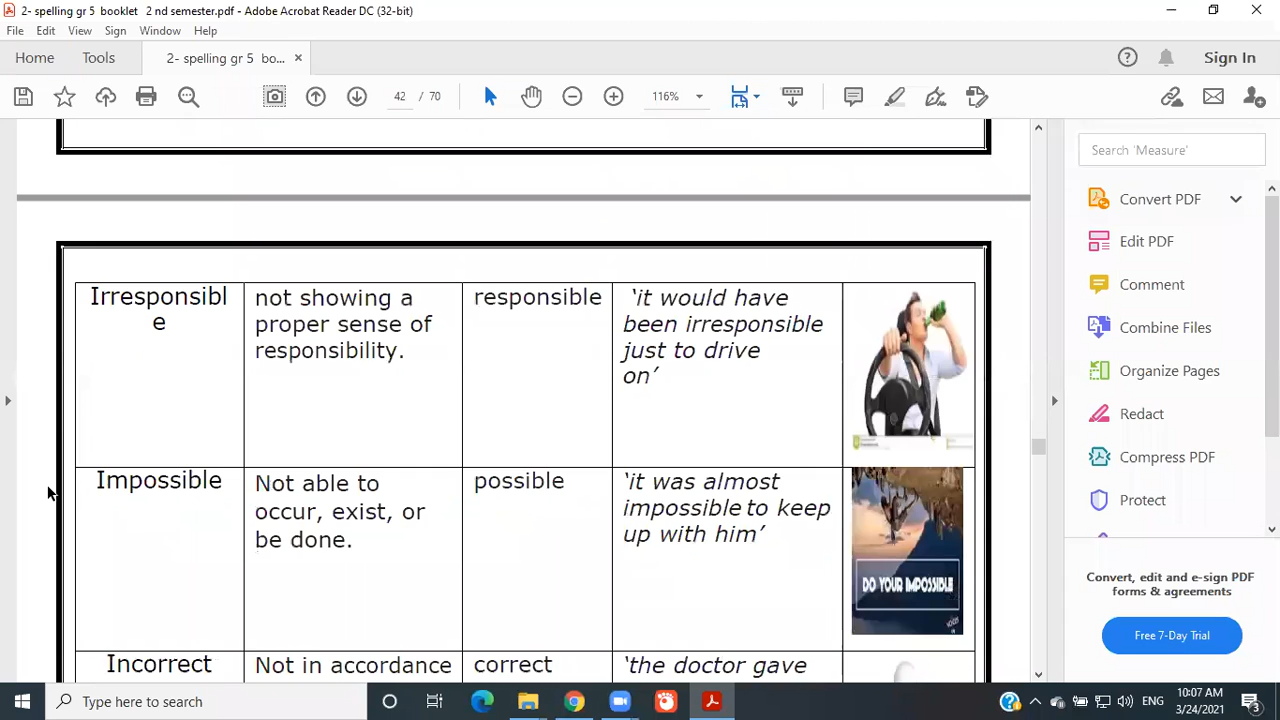 2- spelling gr 5 booklet 2 nd semester.pdf - Adobe Acrobat Reader DC (32-bit)
File Edit View Sign Window Help
Home Tools 2- spelling gr 5 bo... ×
Sign In
42 / 70 116%
Search 'Measure'
Convert PDF
Edit PDF
Comment
Combine Files
Organize Pages
Redact
Compress PDF
Protect
Convert, edit and e-sign PDF
forms & agreements
Free 7-Day Trial
Irresponsibl
e
not showing a
proper sense of
responsibility.
responsible
‘it would have
been irresponsible
just to drive
on’
Impossible
Not able to
occur, exist, or
be done.
possible
‘it was almost
impossible to keep
up with him’
DO YOUR IMPOSSIBLE
Incorrect
Not in accordance
correct
‘the doctor gave
Type here to search
ENG
10:07 AM
3/24/2021
3